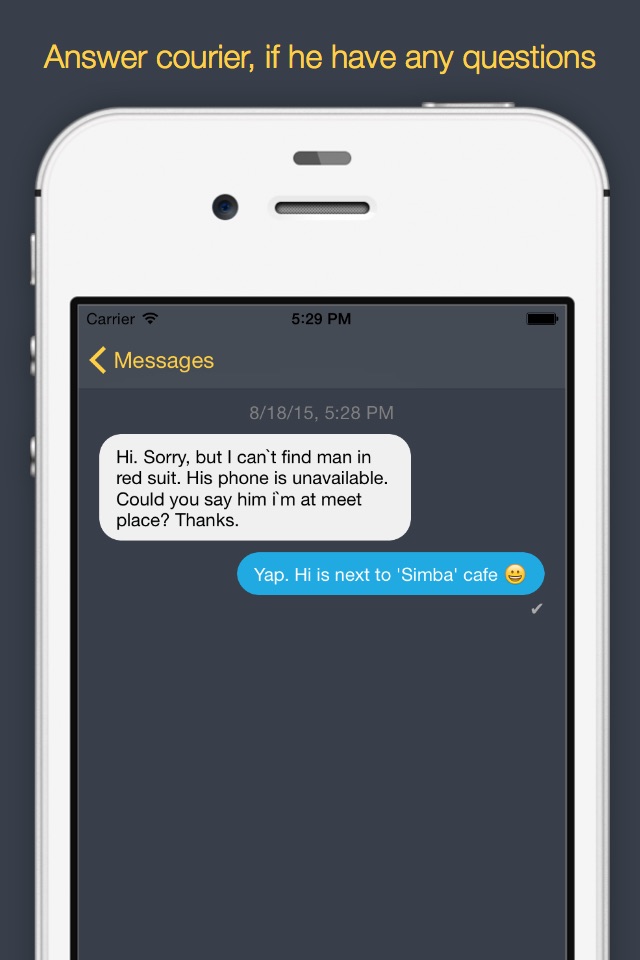 Answer courier, if he have any questions
Carrier 5:29 PM
Messages
8/18/15, 5:28 PM
Hi. Sorry, but I can`t find man in
red suit. His phone is unavailable.
Could you say him i`m at meet
place? Thanks.
Yap. Hi is next to 'Simba' cafe 😀
✔